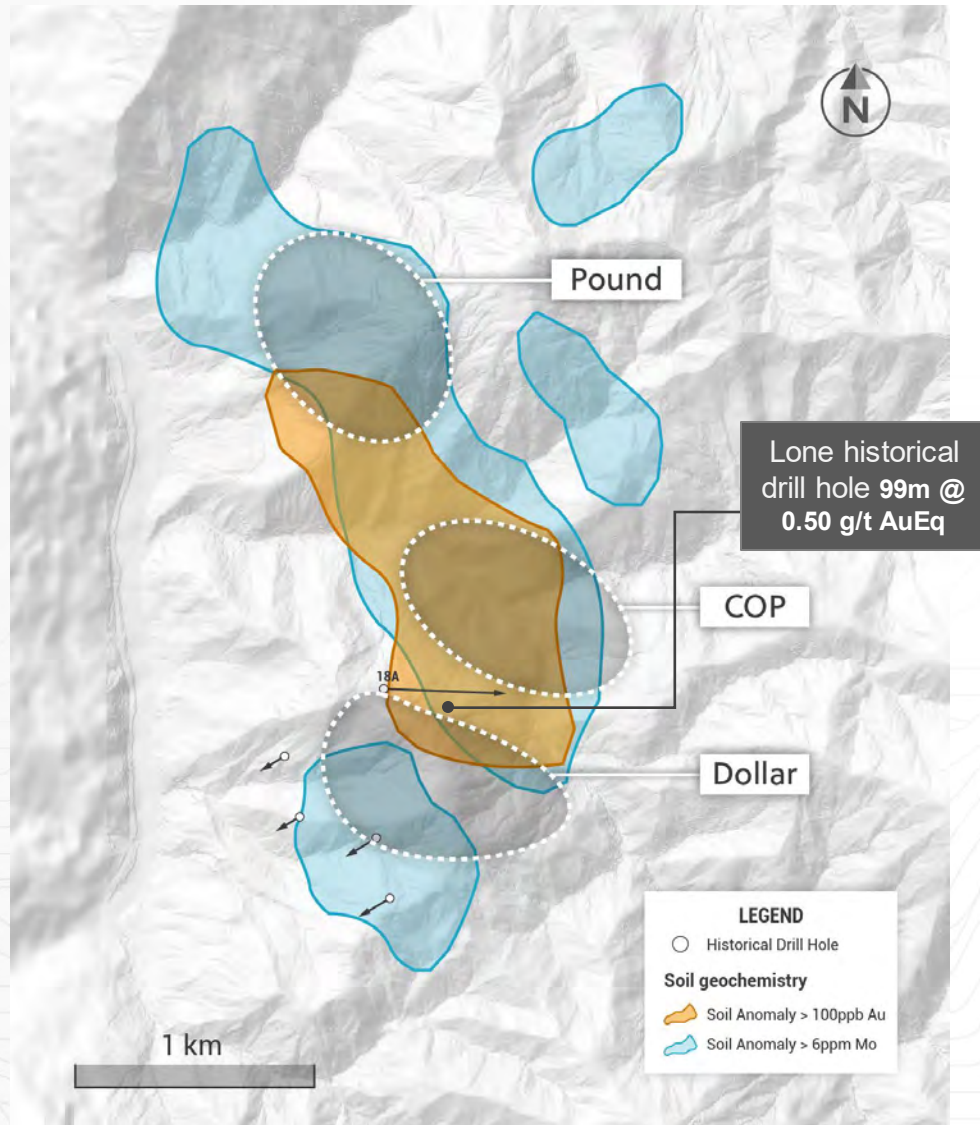 N
Pound
Lone historical
drill hole 99m @
0.50 g/t AuEq
COP
18A
Dollar
LEGEND
Historical Drill Hole
Soil geochemistry
Soil Anomaly > 100ppb Au
Soil Anomaly > 6ppm Mo
1 km